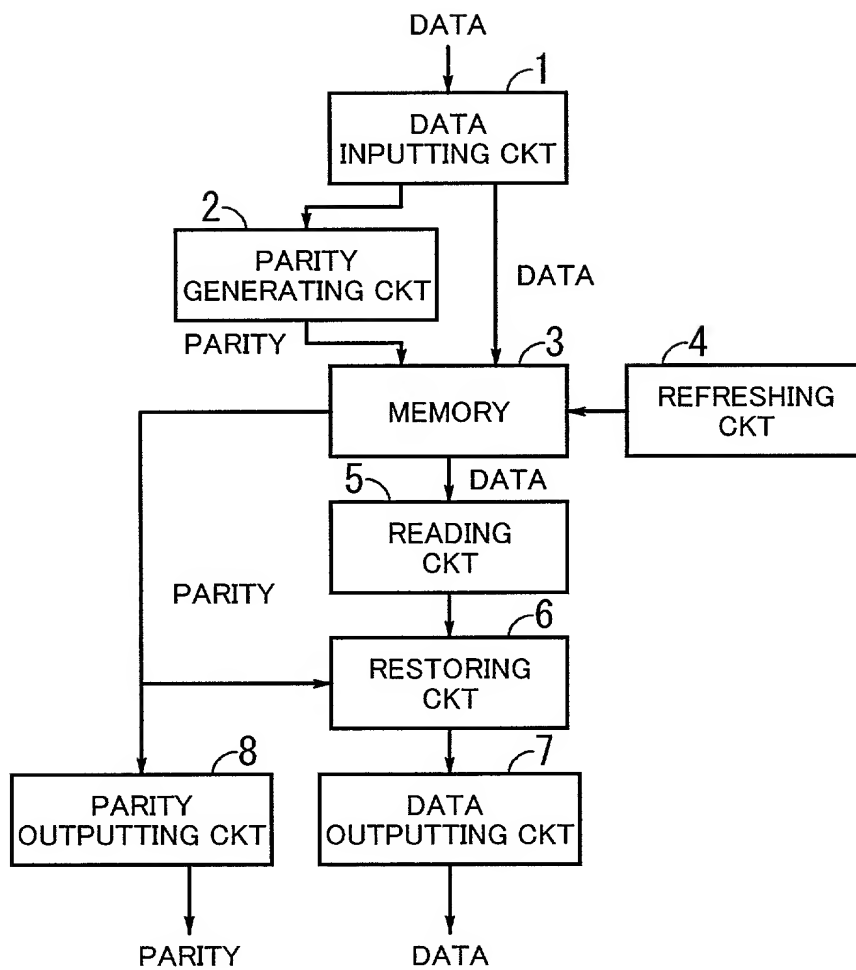 DATA
1
DATA
INPUTTING CKT
2
PARITY
GENERATING CKT
DATA
PARITY
3
MEMORY
4
REFRESHING
CKT
DATA
5
READING
CKT
PARITY
6
RESTORING
CKT
8
PARITY
OUTPUTTING CKT
7
DATA
OUTPUTTING CKT
PARITY
DATA